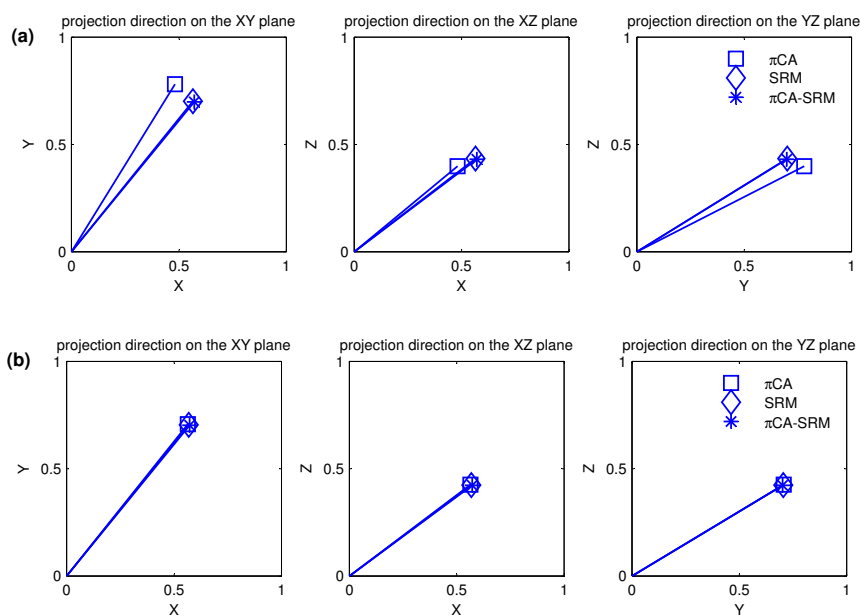 (a)
projection direction on the XY plane
1
Y
0.5
0
0
0.5
1
X
projection direction on the XZ plane
1
Z
0.5
0
0
0.5
1
X
projection direction on the YZ plane
1
πCA
SRM
πCA-SRM
Z
0.5
0
0
0.5
1
Y
(b)
projection direction on the XY plane
1
Y
0.5
0
0
0.5
1
X
projection direction on the XZ plane
1
Z
0.5
0
0
0.5
1
X
projection direction on the YZ plane
1
πCA
SRM
πCA-SRM
Z
0.5
0
0
0.5
1
Y